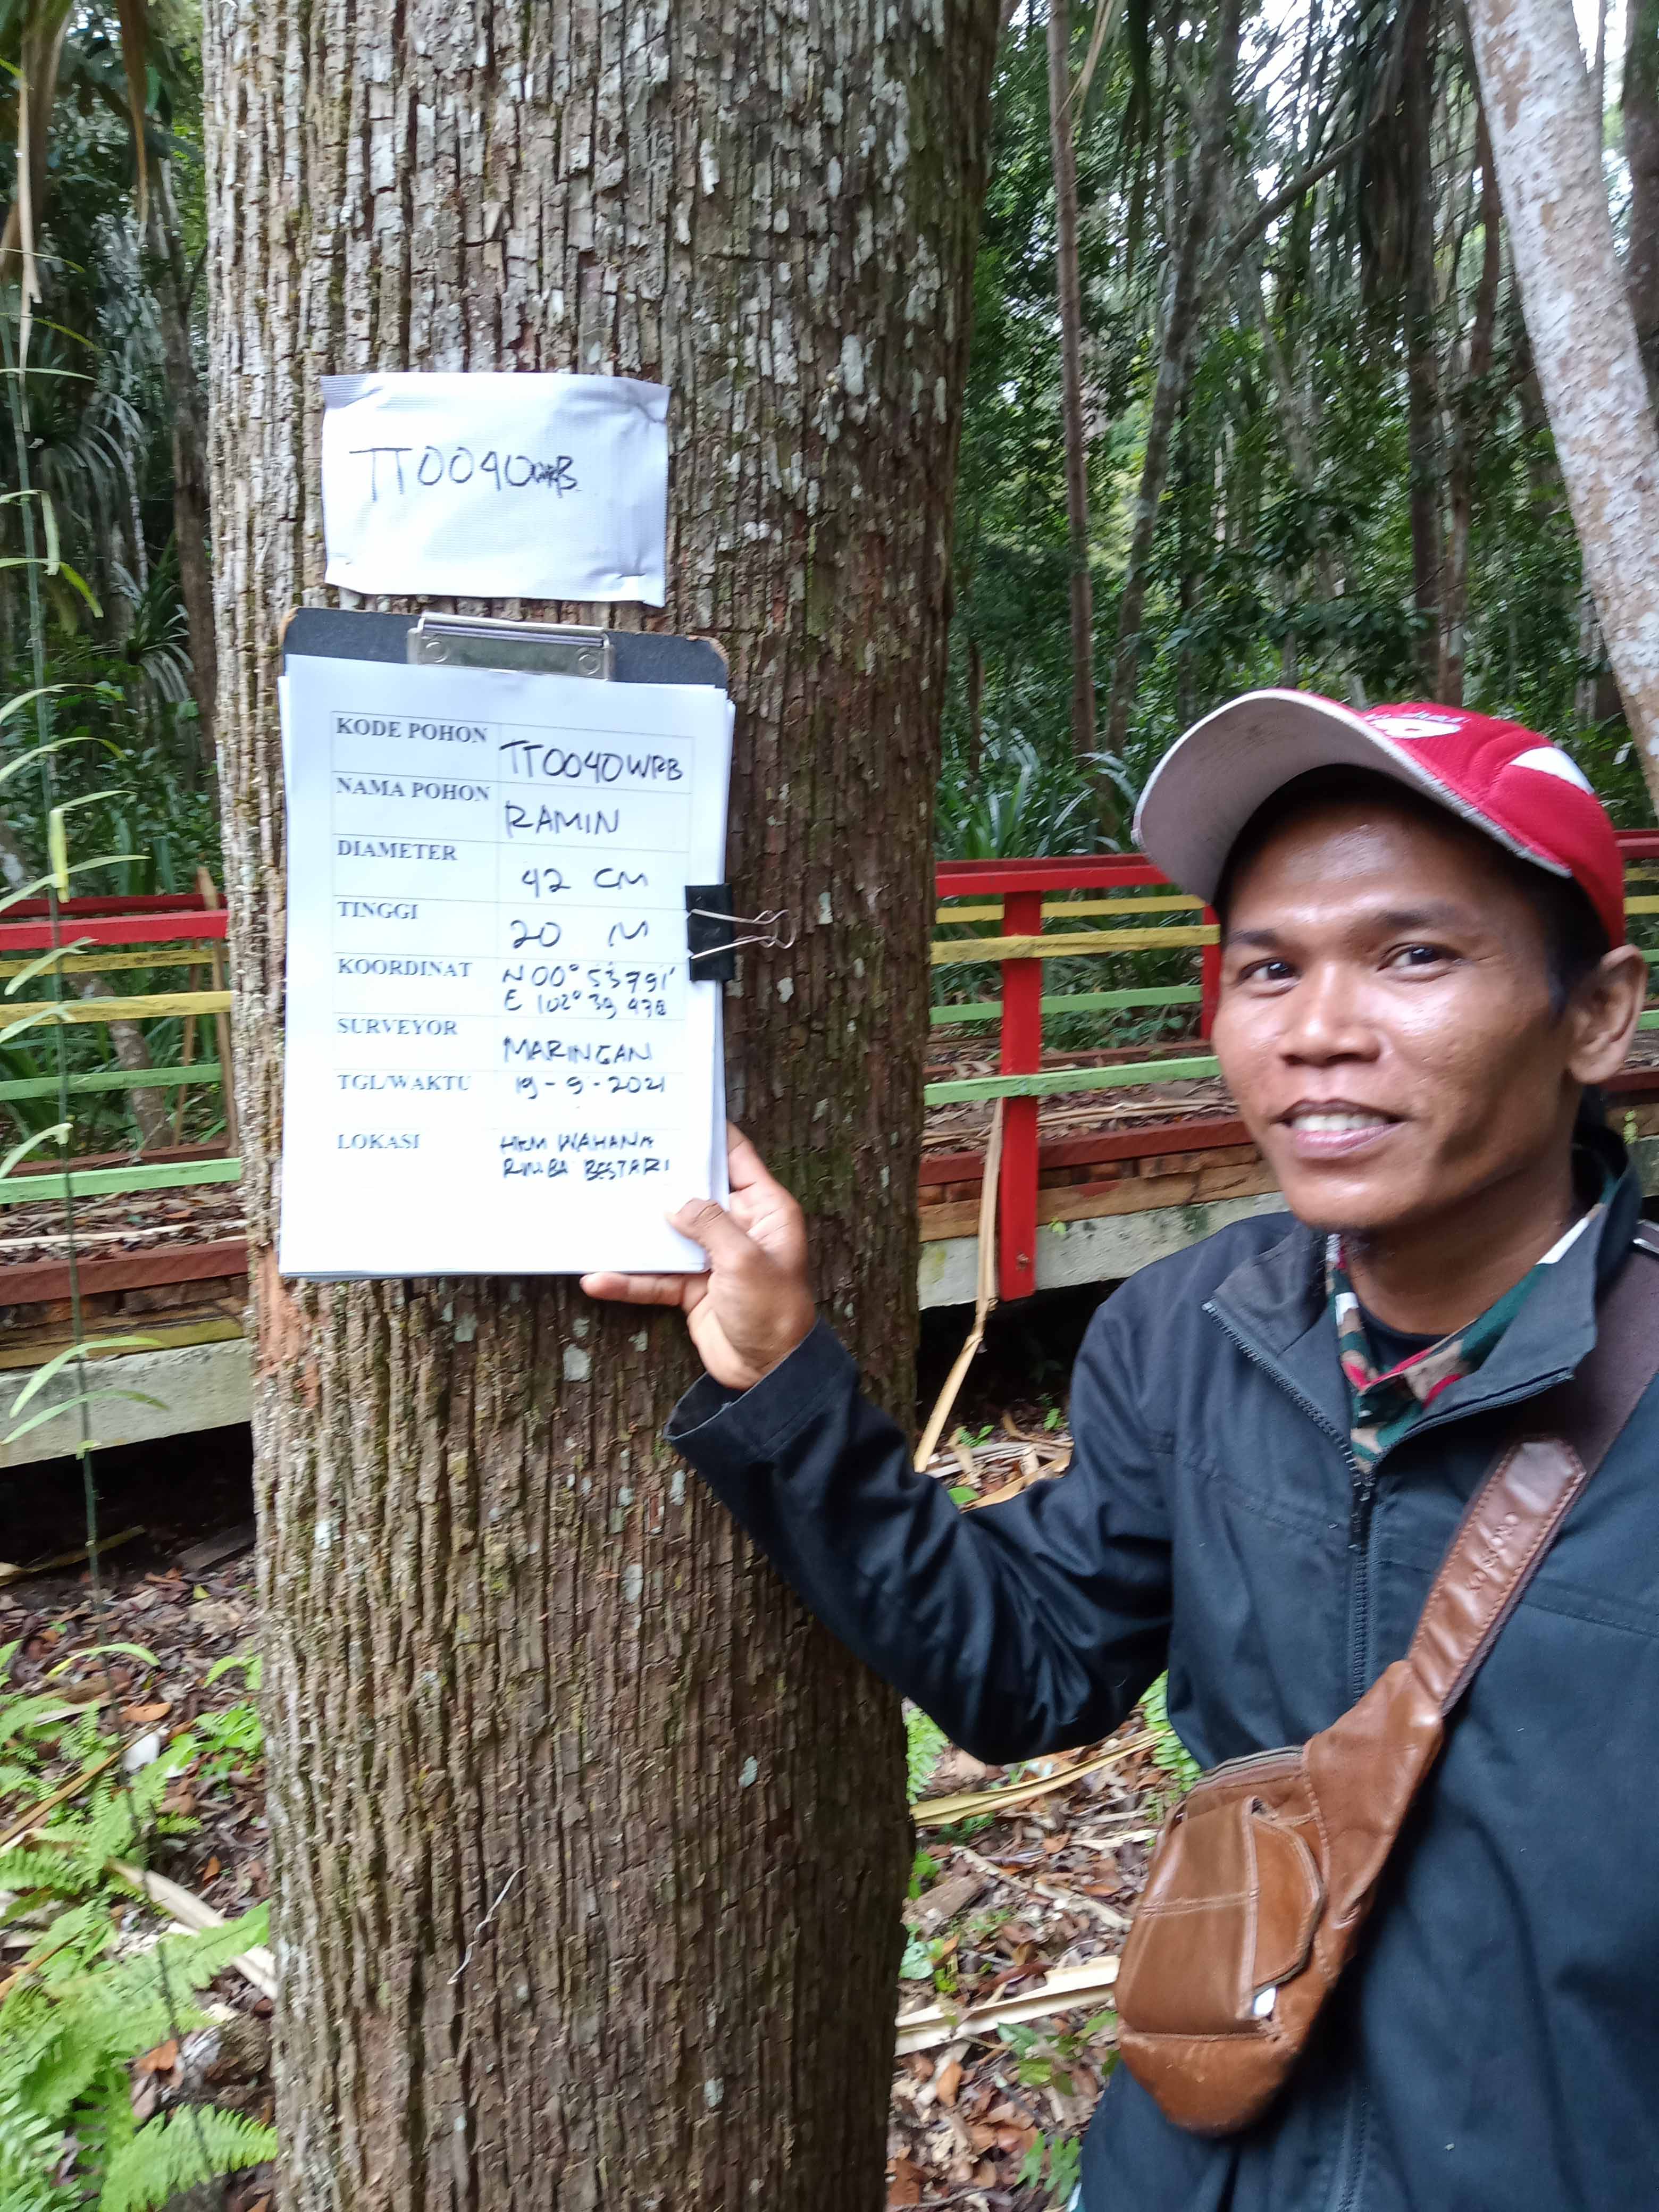 TT0040WRB
KODE POHON TT0040WRB
NAMA POHON RAMIN
DIAMETER 42 CM
TINGGI 20 M
KOORDINAT N 00° 53 791'
E 102° 39 438
SURVEYOR MARINGAN
TGL/WAKTU 19-9-2021
LOKASI HKM WAHANA
RIMBA BESTARI